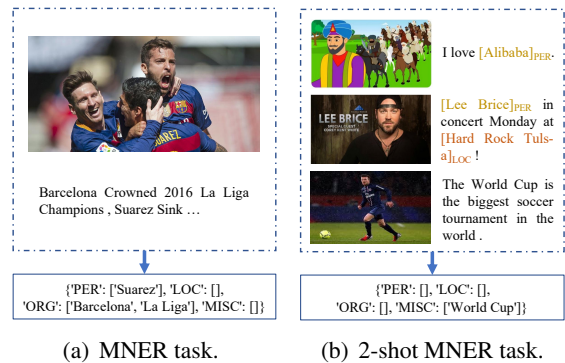 Barcelona Crowned 2016 La Liga
Champions , Suarez Sink …
{'PER': ['Suarez'], 'LOC': [],
'ORG': ['Barcelona', 'La Liga'], 'MISC': []}
(a) MNER task.
I love [Alibaba]PER.
LEE BRICE
[Lee Brice]PER in
concert Monday at
[Hard Rock Tuls-
a]LOC !
The World Cup is
the biggest soccer
tournament in the
world .
{'PER': [], 'LOC': [],
'ORG': [], 'MISC': ['World Cup']}
(b) 2-shot MNER task.